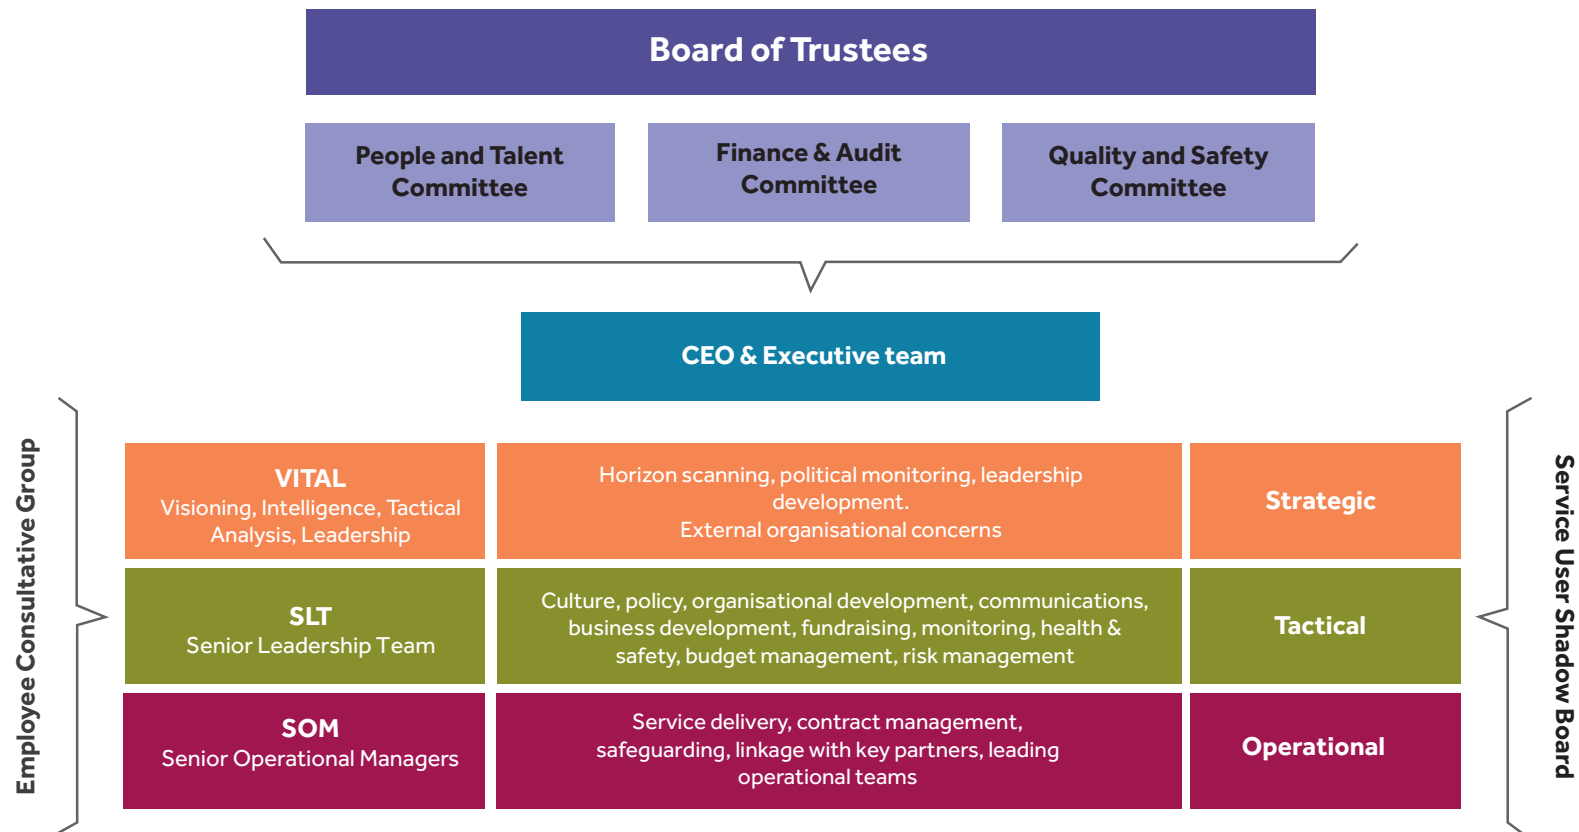 Board of Trustees
People and Talent
Committee
Finance & Audit
Committee
Quality and Safety
Committee
CEO & Executive team
Employee Consultative Group
VITAL
Visioning, Intelligence, Tactical
Analysis, Leadership
Horizon scanning, political monitoring, leadership
development.
External organisational concerns
Strategic
SLT
Senior Leadership Team
Culture, policy, organisational development, communications,
business development, fundraising, monitoring, health &
safety, budget management, risk management
Tactical
SOM
Senior Operational Managers
Service delivery, contract management,
safeguarding, linkage with key partners, leading
operational teams
Operational
Service User Shadow Board